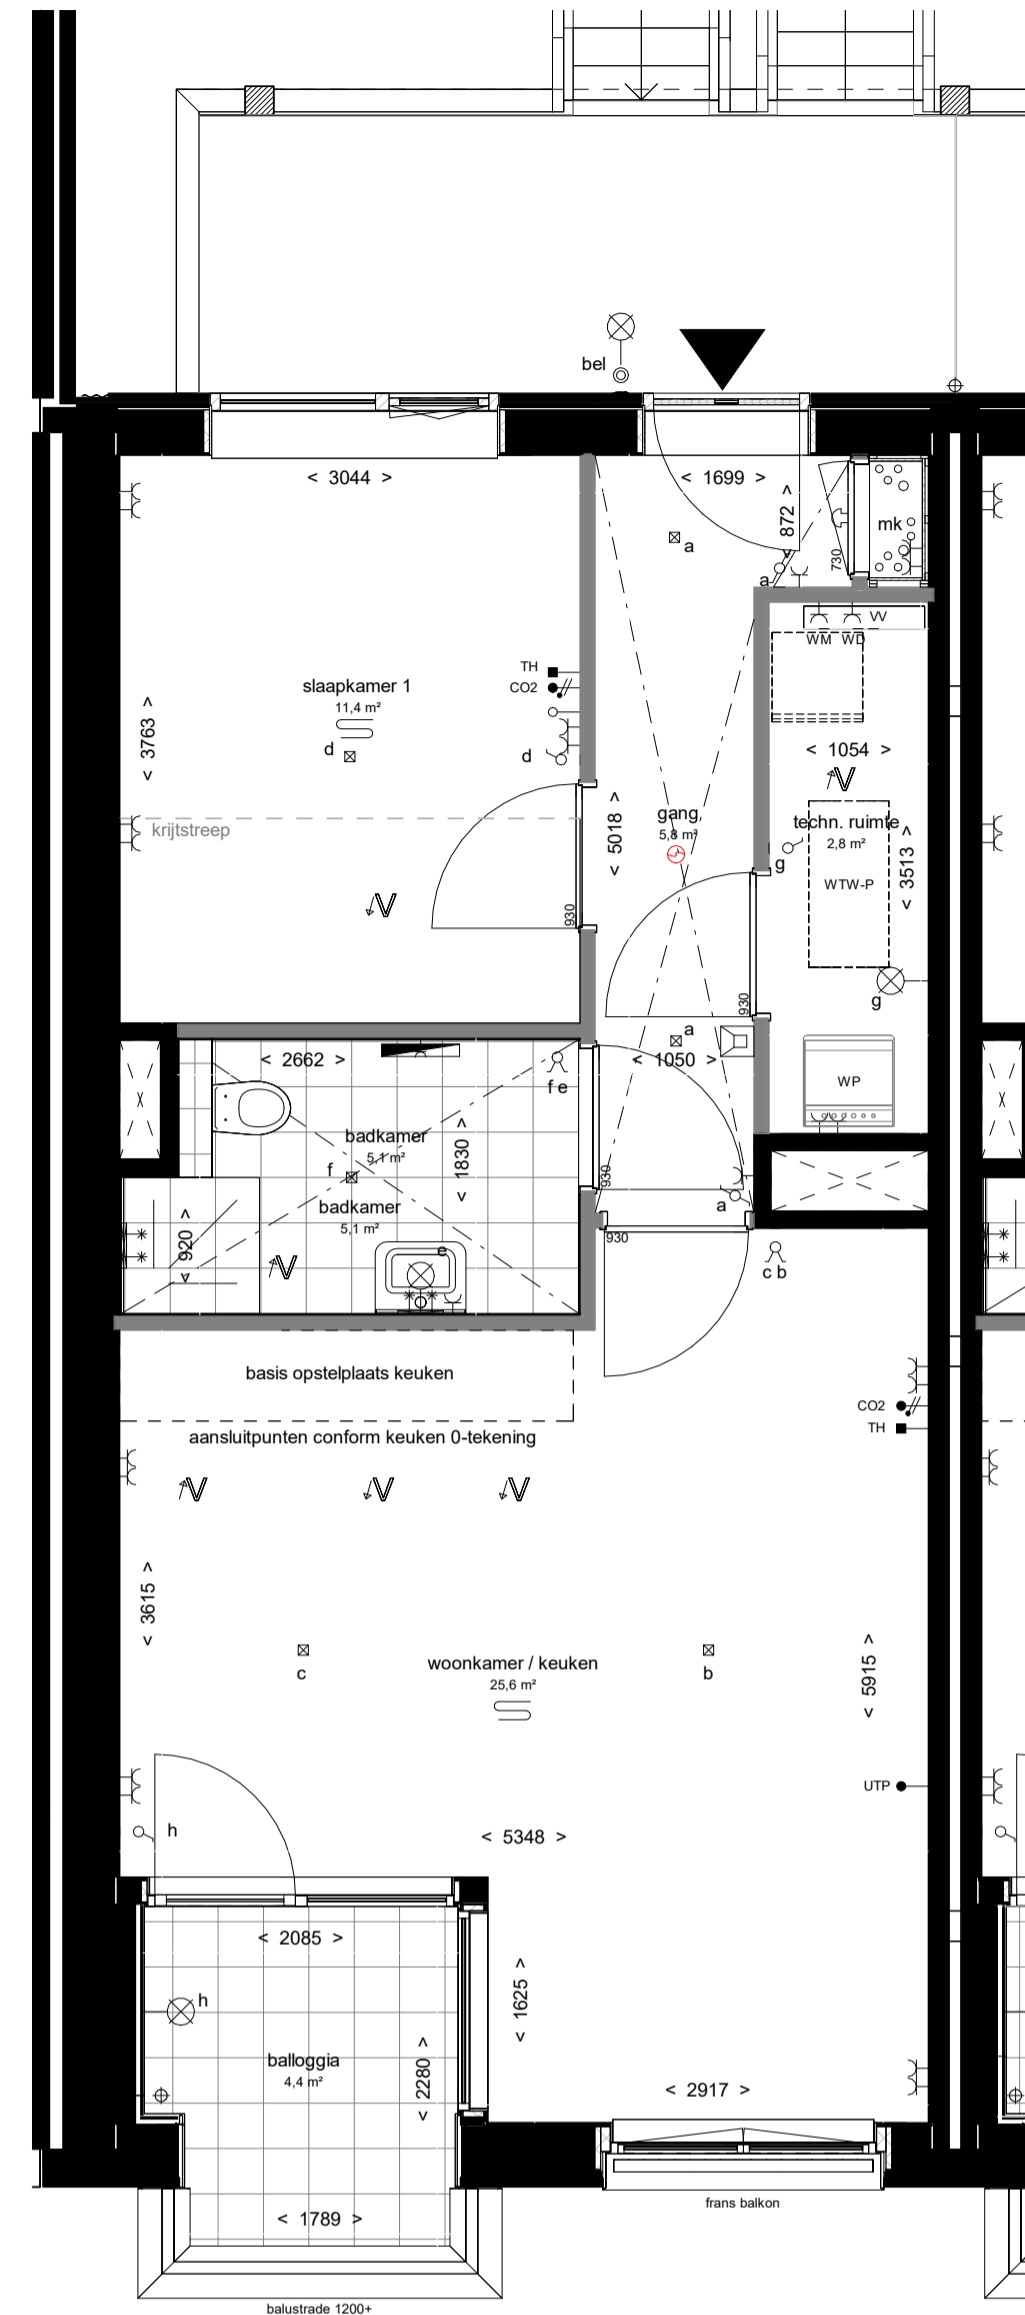 bel
< 3044 >
< 1699 >
< 872 >
mk
a
730
a
VV
WM WD
TH
CO2
slaapkamer 1
11,4 m²
d
d
< 3763 >
< 1054 >
V
krijtstreep
gang
5,8 m²
< 5018 >
techn. ruimte
2,8 m²
g
WTW-P
< 3513 >
V
930
930
g
a
< 2662 >
f e
< 1050 >
WP
badkamer
5,1 m²
< 1830 >
f
930
badkamer
5,1 m²
a
< 920 >
V
e
930
c b
basis opstelplaats keuken
CO2
TH
aansluitpunten conform keuken 0-tekening
V V V
< 3615 >
c
woonkamer / keuken
25,6 m²
b
< 5915 >
UTP
h
< 5348 >
< 2085 >
h
< 1625 >
balloggia
4,4 m²
< 2280 >
< 2917 >
frans balkon
< 1789 >
balustrade 1200+